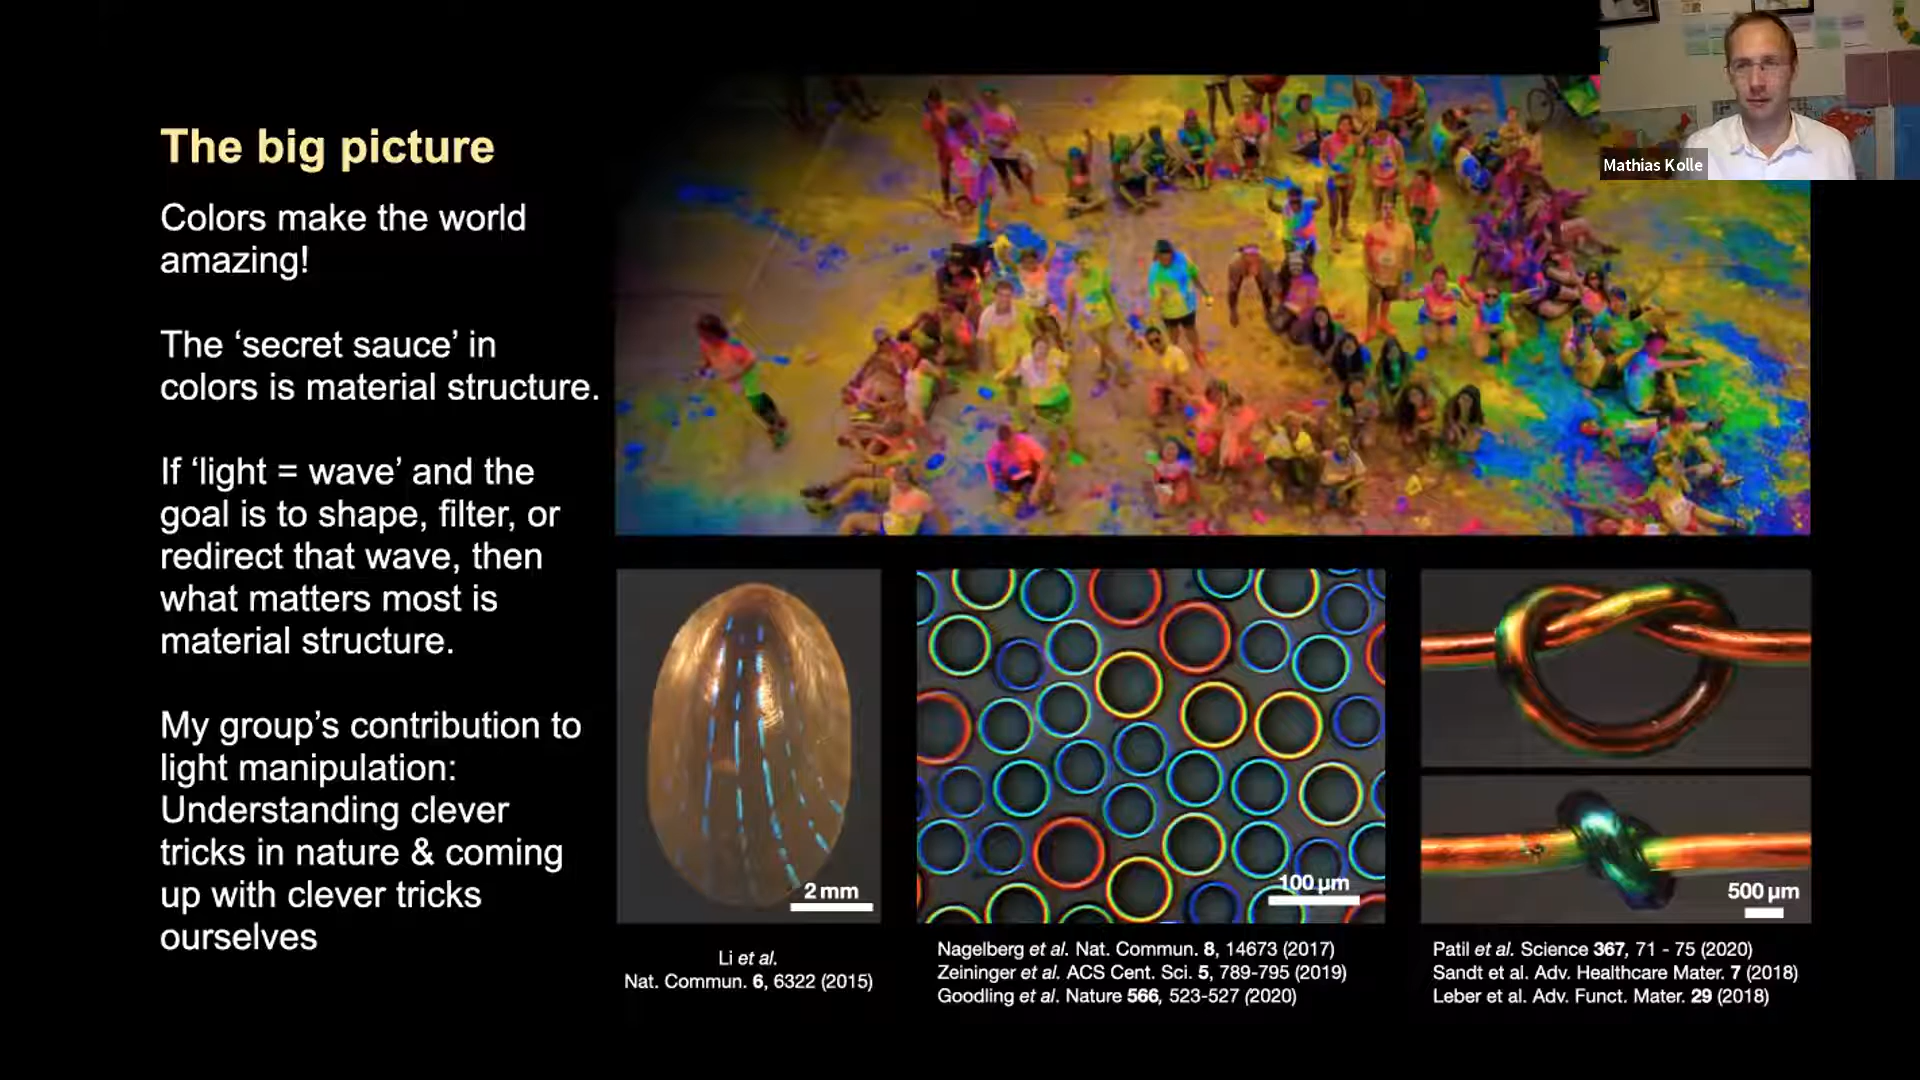 The big picture
Colors make the world
amazing!
The ‘secret sauce’ in
colors is material structure.
If ‘light = wave’ and the
goal is to shape, filter, or
redirect that wave, then
what matters most is
material structure.
My group’s contribution to
light manipulation:
Understanding clever
tricks in nature & coming
up with clever tricks
ourselves
Mathias Kolle
2 mm
100 µm
500 µm
Li et al.
Nat. Commun. 6, 6322 (2015)
Nagelberg et al. Nat. Commun. 8, 14673 (2017)
Zeininger et al. ACS Cent. Sci. 5, 789-795 (2019)
Goodling et al. Nature 566, 523-527 (2020)
Patil et al. Science 367, 71 - 75 (2020)
Sandt et al. Adv. Healthcare Mater. 7 (2018)
Leber et al. Adv. Funct. Mater. 29 (2018)